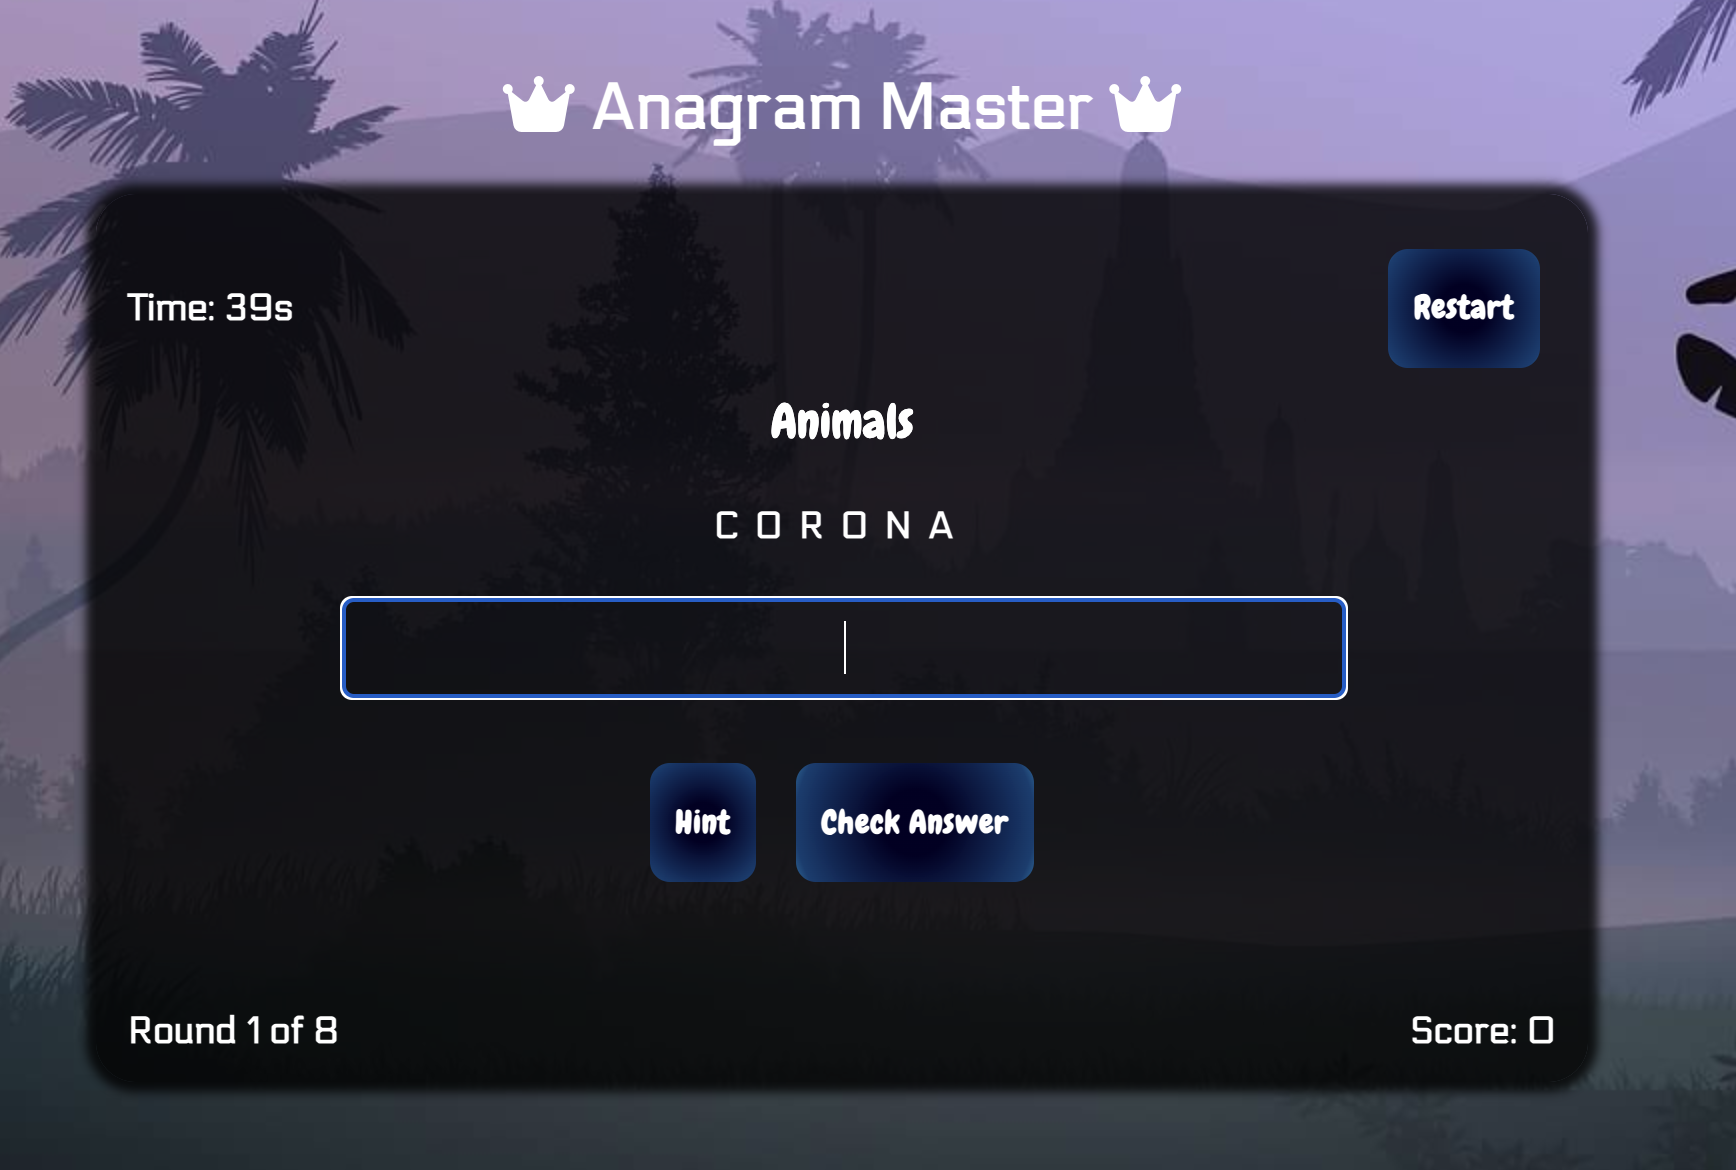 Anagram Master
Time: 39s
Restart
Animals
C O R O N A
Hint
Check Answer
Round 1 of 8
Score: 0